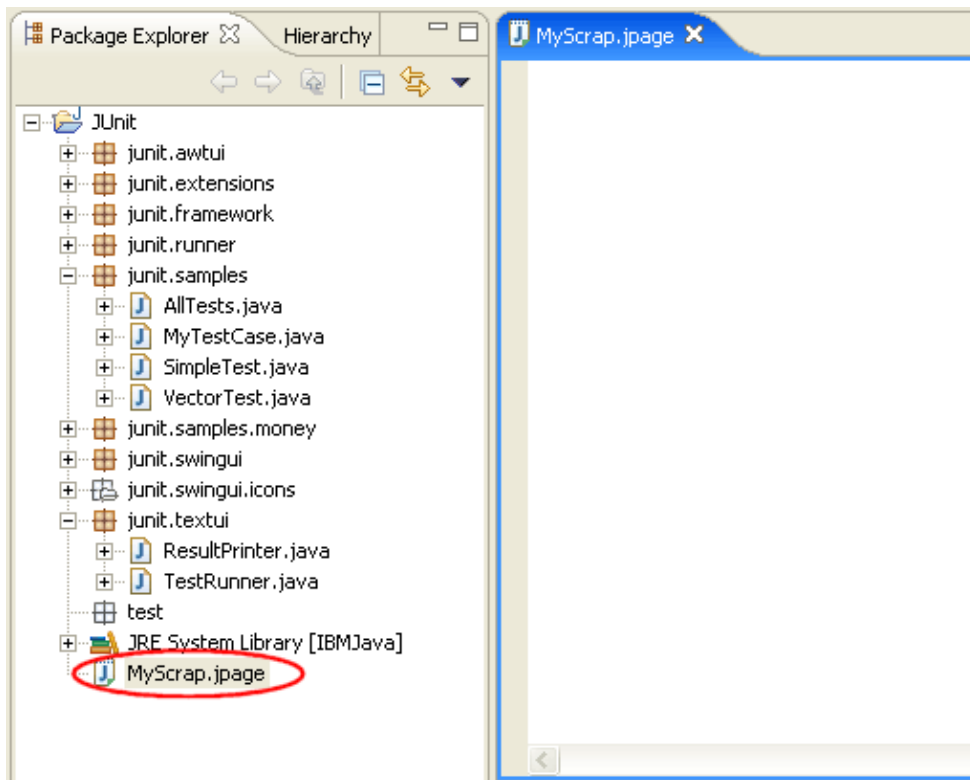 Package Explorer Hierarchy
MyScrap.jpage
JUnit
junit.awtui
junit.extensions
junit.framework
junit.runner
junit.samples
AllTests.java
MyTestCase.java
SimpleTest.java
VectorTest.java
junit.samples.money
junit.swingui
junit.swingui.icons
junit.textui
ResultPrinter.java
TestRunner.java
test
JRE System Library [IBMJava]
MyScrap.jpage